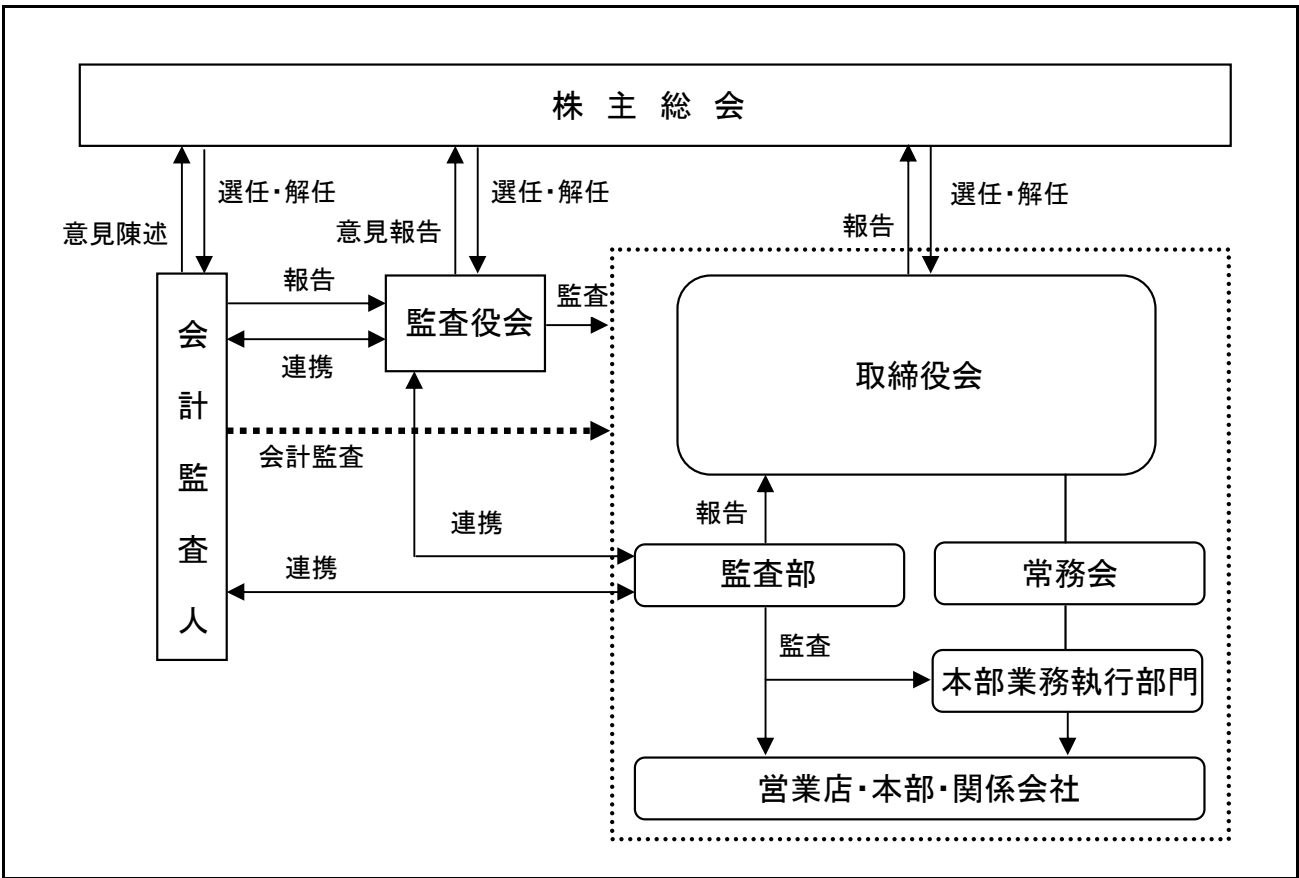 株 主 総 会
選任・解任
意見陳述
選任・解任
意見報告
選任・解任
報告
会計監査人
報告
連携
監査役会
監査
取締役会
会計監査
連携
連携
報告
監査部
常務会
監査
本部業務執行部門
営業店・本部・関係会社